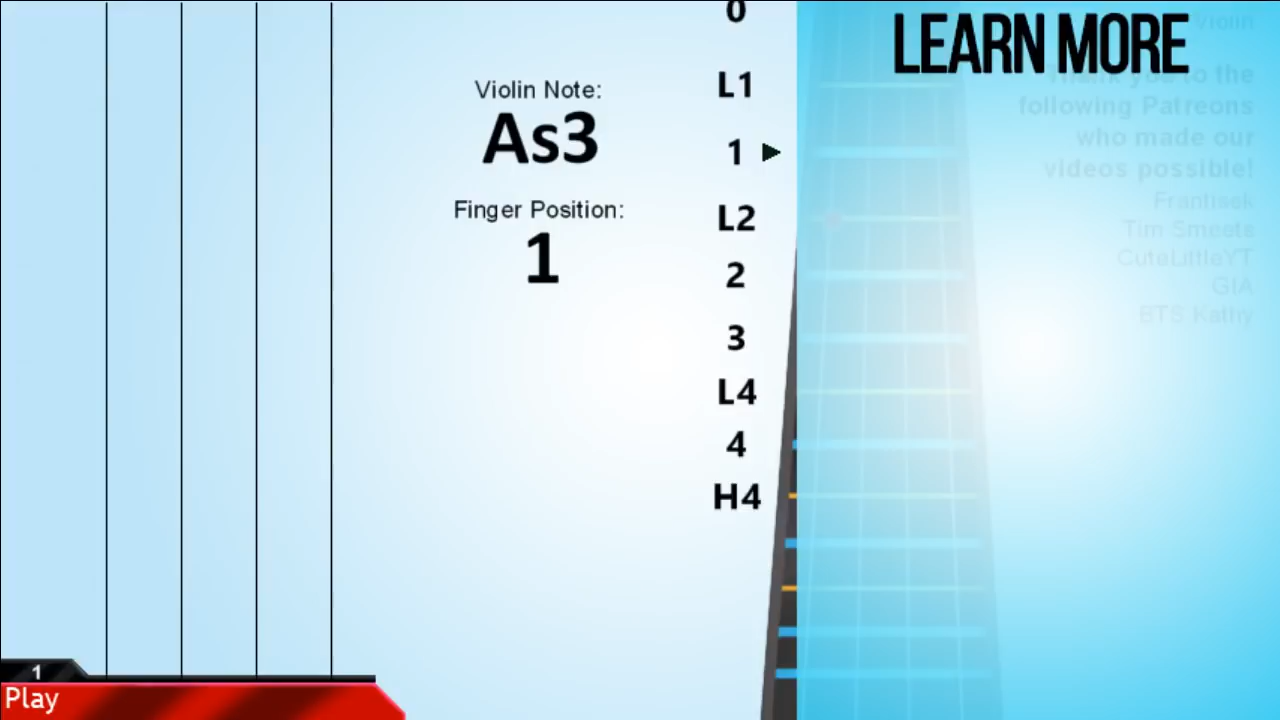 Violin Note:
As3
Finger Position:
1
0
L1
1
L2
2
3
L4
4
H4
LEARN MORE
Violin
Thank you to the
following Patreons
who made our
videos possible!
Frantisek
Tim Smeets
CuteLittleYT
GIA
BTS Kathy
1
Play